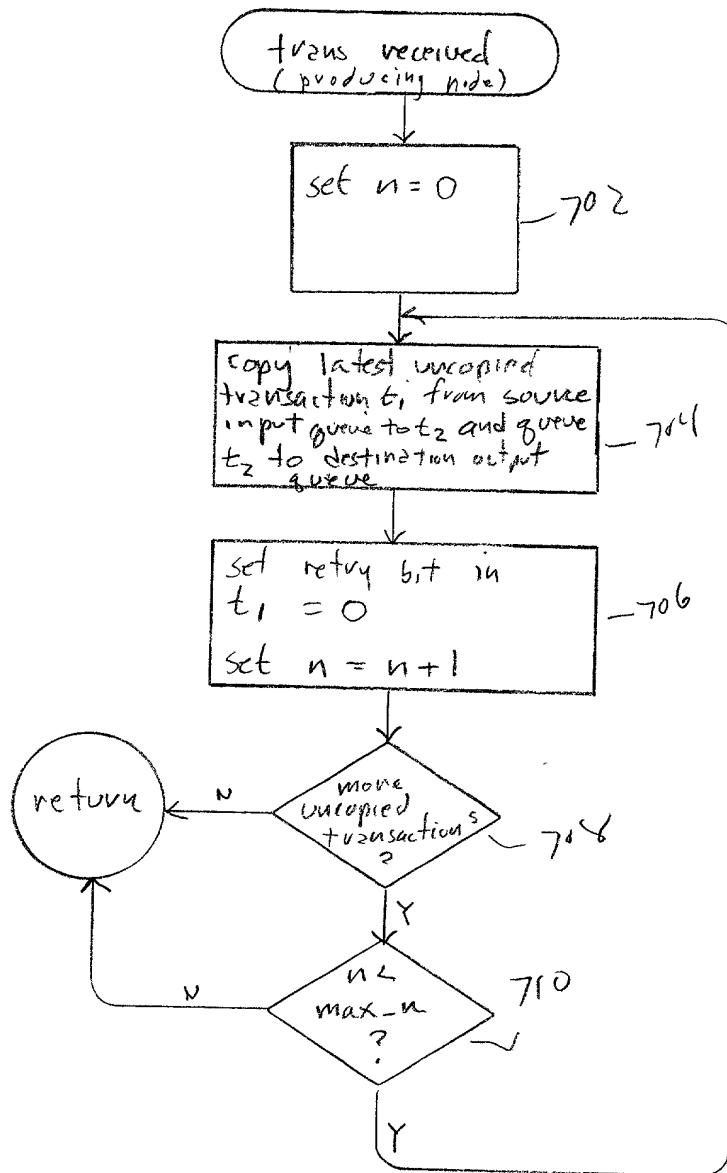 trans received
(producing node)
set n = 0
702
copy latest uncopied
transaction t₁ from source
input queue to t₂ and queue
t₂ to destination output
queue
704
set retry bit in
t₁ = 0
set n = n + 1
706
more
uncopied
transactions
?
708
N
return
Y
n <
max_n
?
710
N
Y